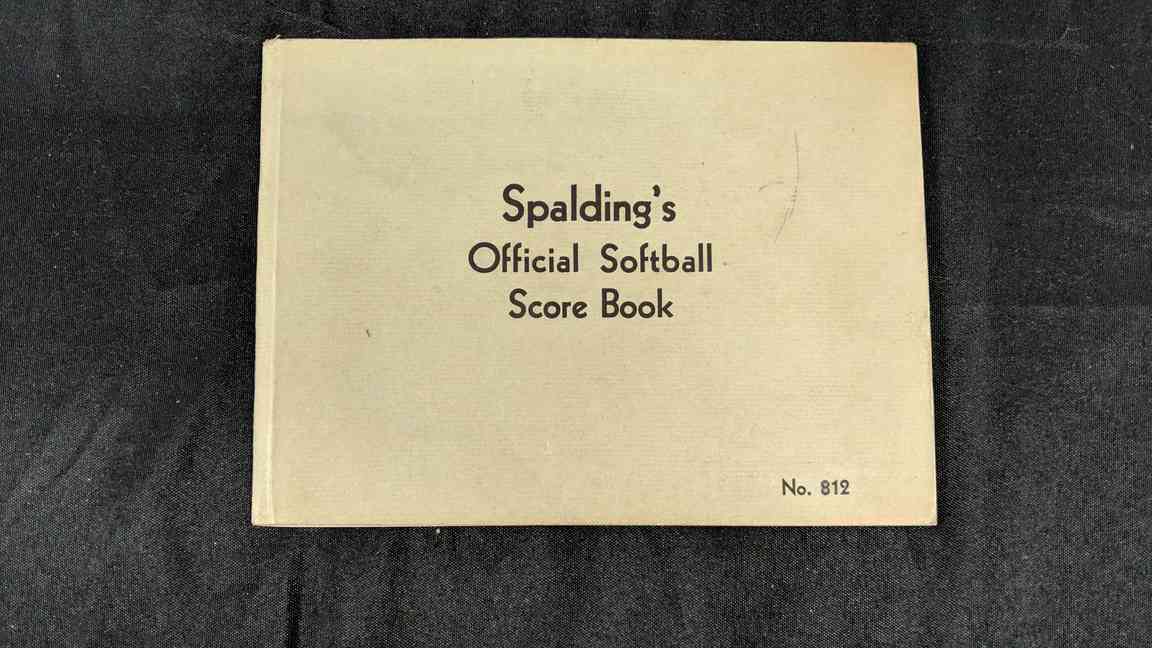 Spalding's
Official Softball
Score Book
No. 812